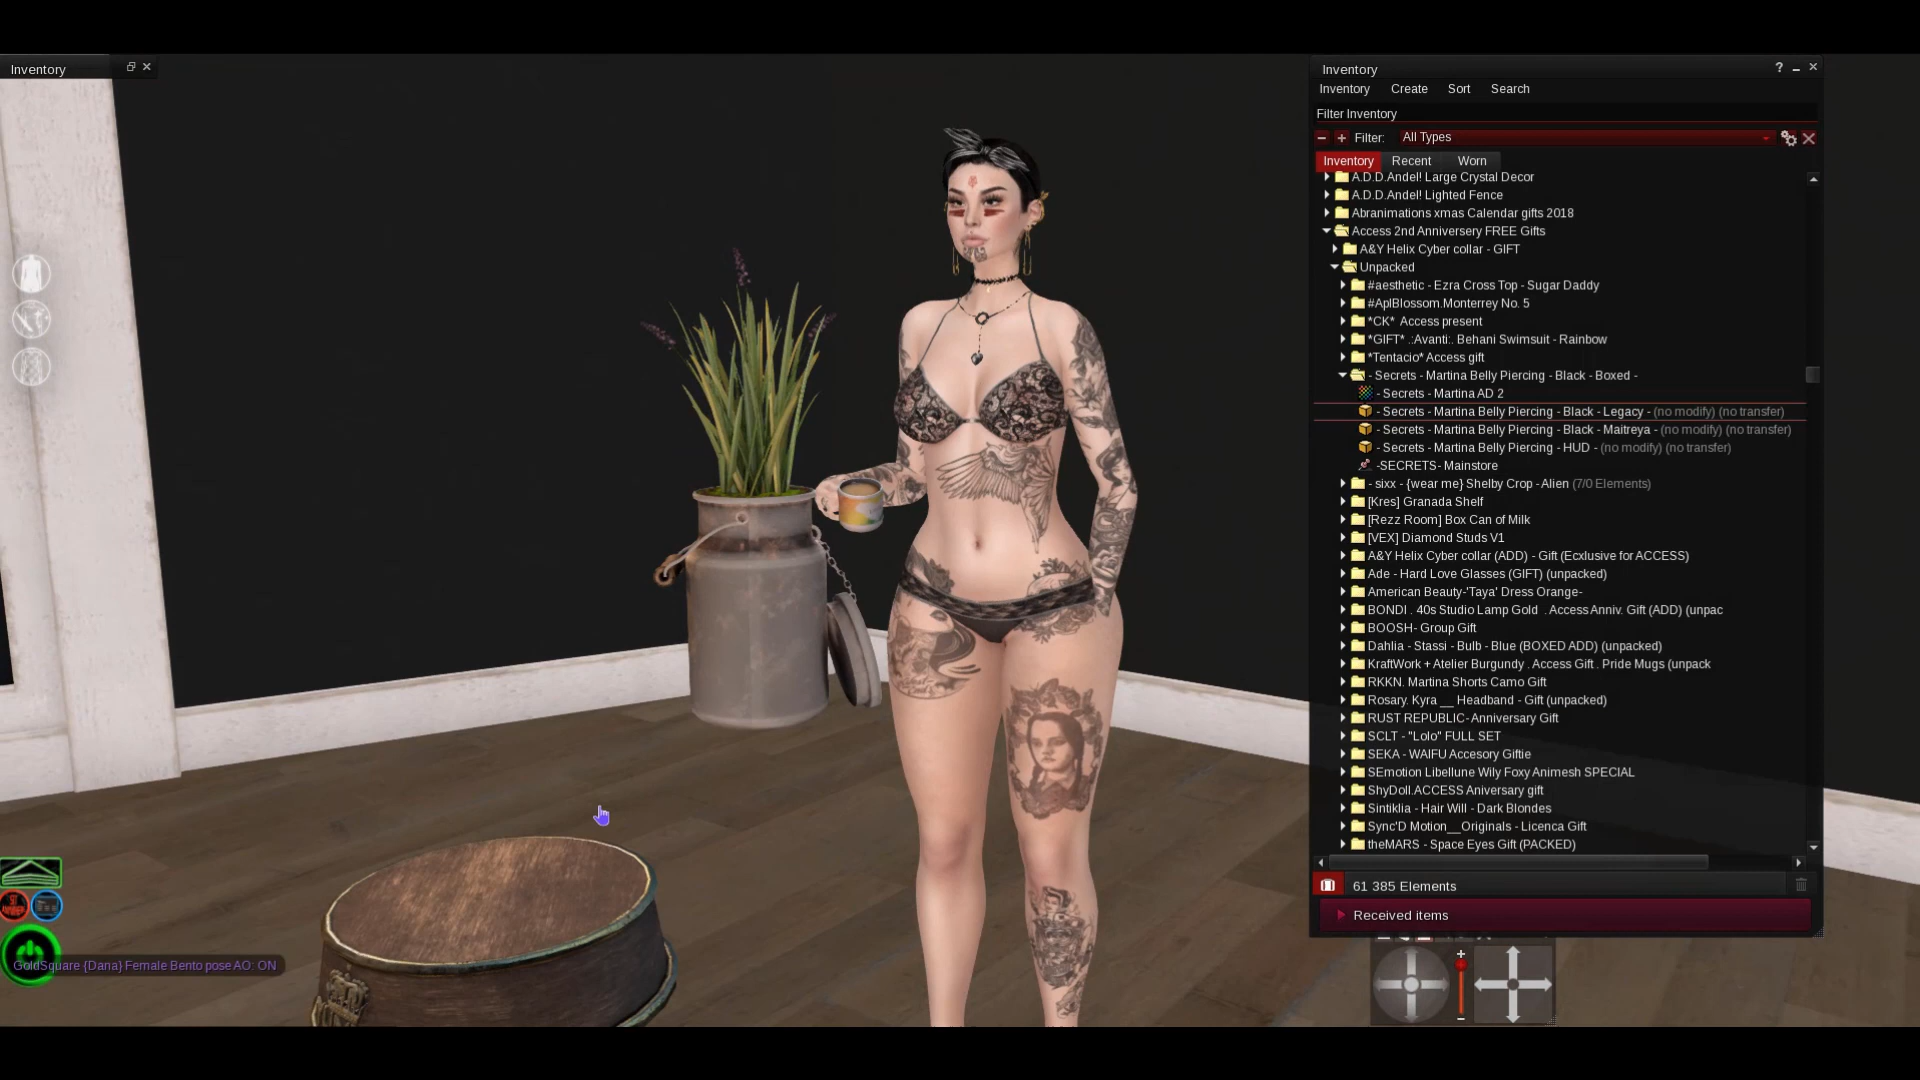 Inventory
Inventory
Inventory Create Sort Search
Filter Inventory
Filter: All Types
Inventory Recent Worn
A.D.D.Andel! Large Crystal Decor
A.D.D.Andel! Lighted Fence
Abranimations xmas Calendar gifts 2018
Access 2nd Anniversery FREE Gifts
A&Y Helix Cyber collar - GIFT
Unpacked
#aesthetic - Ezra Cross Top - Sugar Daddy
#AplBlossom.Monterrey No. 5
*CK* Access present
*GIFT* .:Avanti:. Behani Swimsuit - Rainbow
*Tentacio* Access gift
- Secrets - Martina Belly Piercing - Black - Boxed -
- Secrets - Martina AD 2
- Secrets - Martina Belly Piercing - Black - Legacy - (no modify) (no transfer)
- Secrets - Martina Belly Piercing - Black - Maitreya - (no modify) (no transfer)
- Secrets - Martina Belly Piercing - HUD - (no modify) (no transfer)
-SECRETS- Mainstore
- sixx - {wear me} Shelby Crop - Alien (7/0 Elements)
[Kres] Granada Shelf
[Rezz Room] Box Can of Milk
[VEX] Diamond Studs V1
A&Y Helix Cyber collar (ADD) - Gift (Ecxlusive for ACCESS)
Ade - Hard Love Glasses (GIFT) (unpacked)
American Beauty-'Taya' Dress Orange-
BONDI . 40s Studio Lamp Gold . Access Anniv. Gift (ADD) (unpac
BOOSH- Group Gift
Dahlia - Stassi - Bulb - Blue (BOXED ADD) (unpacked)
KraftWork + Atelier Burgundy . Access Gift . Pride Mugs (unpack
RKKN. Martina Shorts Camo Gift
Rosary. Kyra __ Headband - Gift (unpacked)
RUST REPUBLIC- Anniversary Gift
SCLT - "Lolo" FULL SET
SEKA - WAIFU Accesory Giftie
SEmotion Libellune Wily Foxy Animesh SPECIAL
ShyDoll.ACCESS Aniversary gift
Sintiklia - Hair Will - Dark Blondes
Sync'D Motion__Originals - Licenca Gift
theMARS - Space Eyes Gift (PACKED)
61 385 Elements
Received items
GoldSquare {Dana} Female Bento pose AO: ON